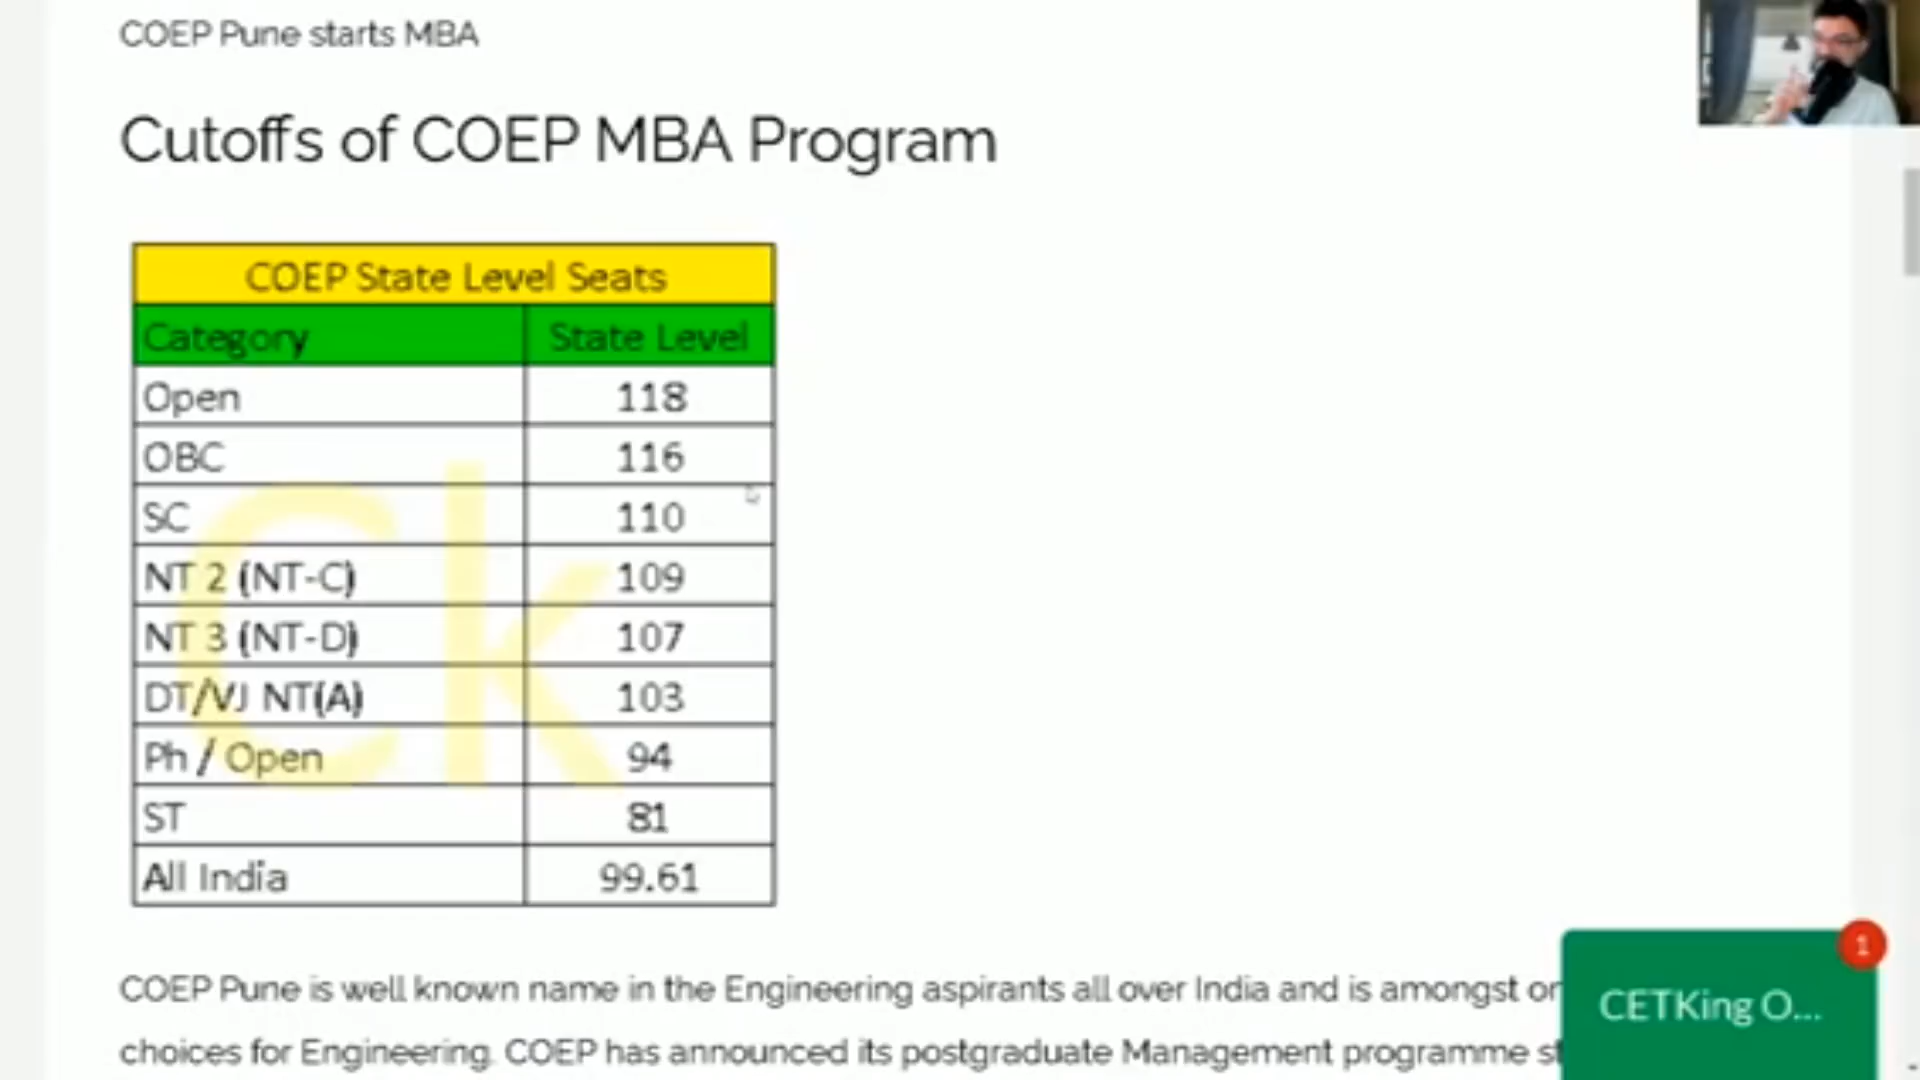 COEP Pune starts MBA
Cutoffs of COEP MBA Program
COEP State Level Seats
Category State Level
Open 118
OBC 116
SC 110
NT 2 (NT-C) 109
NT 3 (NT-D) 107
DT/VJ NT(A) 103
Ph / Open 94
ST 81
All India 99.61
Ck
COEP Pune is well known name in the Engineering aspirants all over India and is amongst
choices for Engineering. COEP has announced its postgraduate Management programme
1
CETKing O...